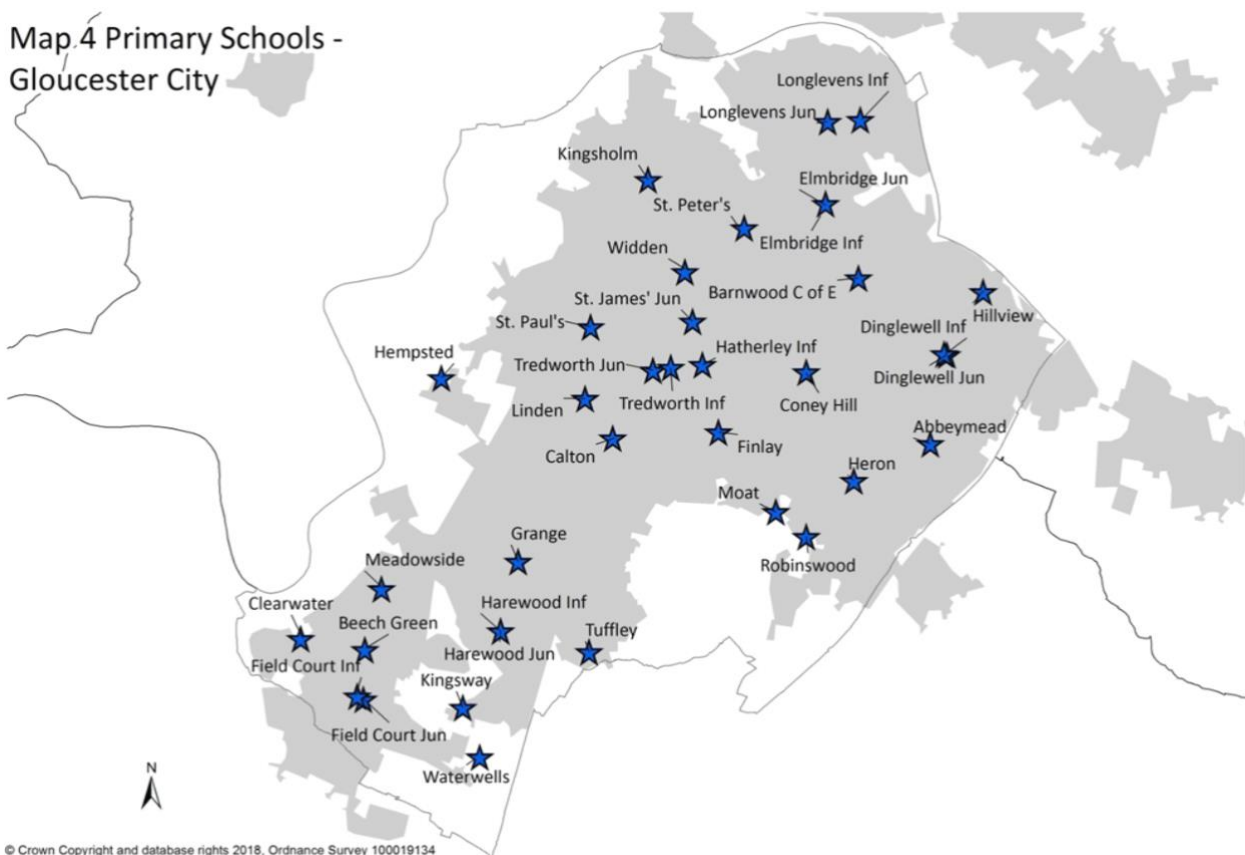 Map 4 Primary Schools -
Gloucester City
Longlevens Inf
Longlevens Jun
Kingsholm
Elmbridge Jun
St. Peter's
Elmbridge Inf
Widden
Barnwood C of E
St. James' Jun
Hillview
St. Paul's
Dinglewell Inf
Hempsted
Hatherley Inf
Tredworth Jun
Dinglewell Jun
Linden
Tredworth Inf
Coney Hill
Abbeymead
Calton
Finlay
Heron
Moat
Grange
Robinswood
Meadowside
Clearwater
Harewood Inf
Beech Green
Tuffley
Harewood Jun
Field Court Inf
Kingsway
Field Court Jun
Waterwells
N
© Crown Copyright and database rights 2018, Ordnance Survey 100019134